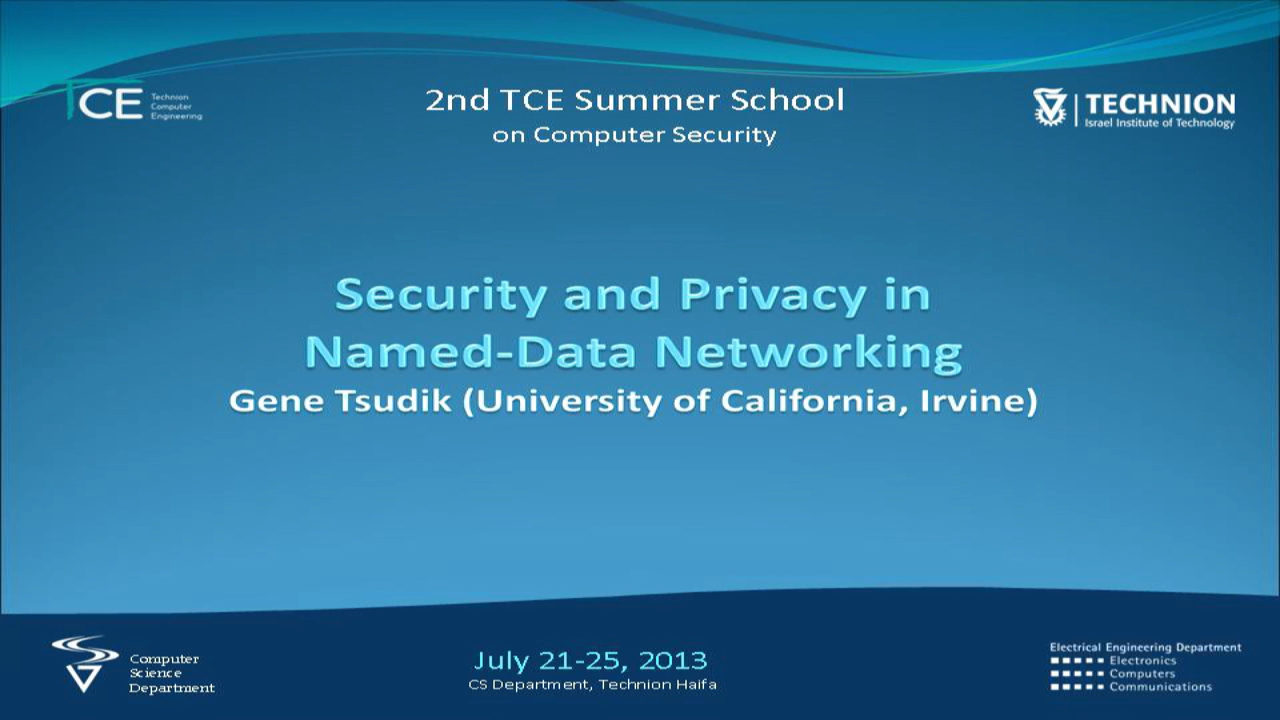 TCE
Technion
Computer
Engineering
2nd TCE Summer School
on Computer Security
TECHNION
Israel Institute of Technology
Security and Privacy in
Named-Data Networking
Gene Tsudik (University of California, Irvine)
Computer
Science
Department
July 21-25, 2013
CS Department, Technion Haifa
Electrical Engineering Department
Electronics
Computers
Communications